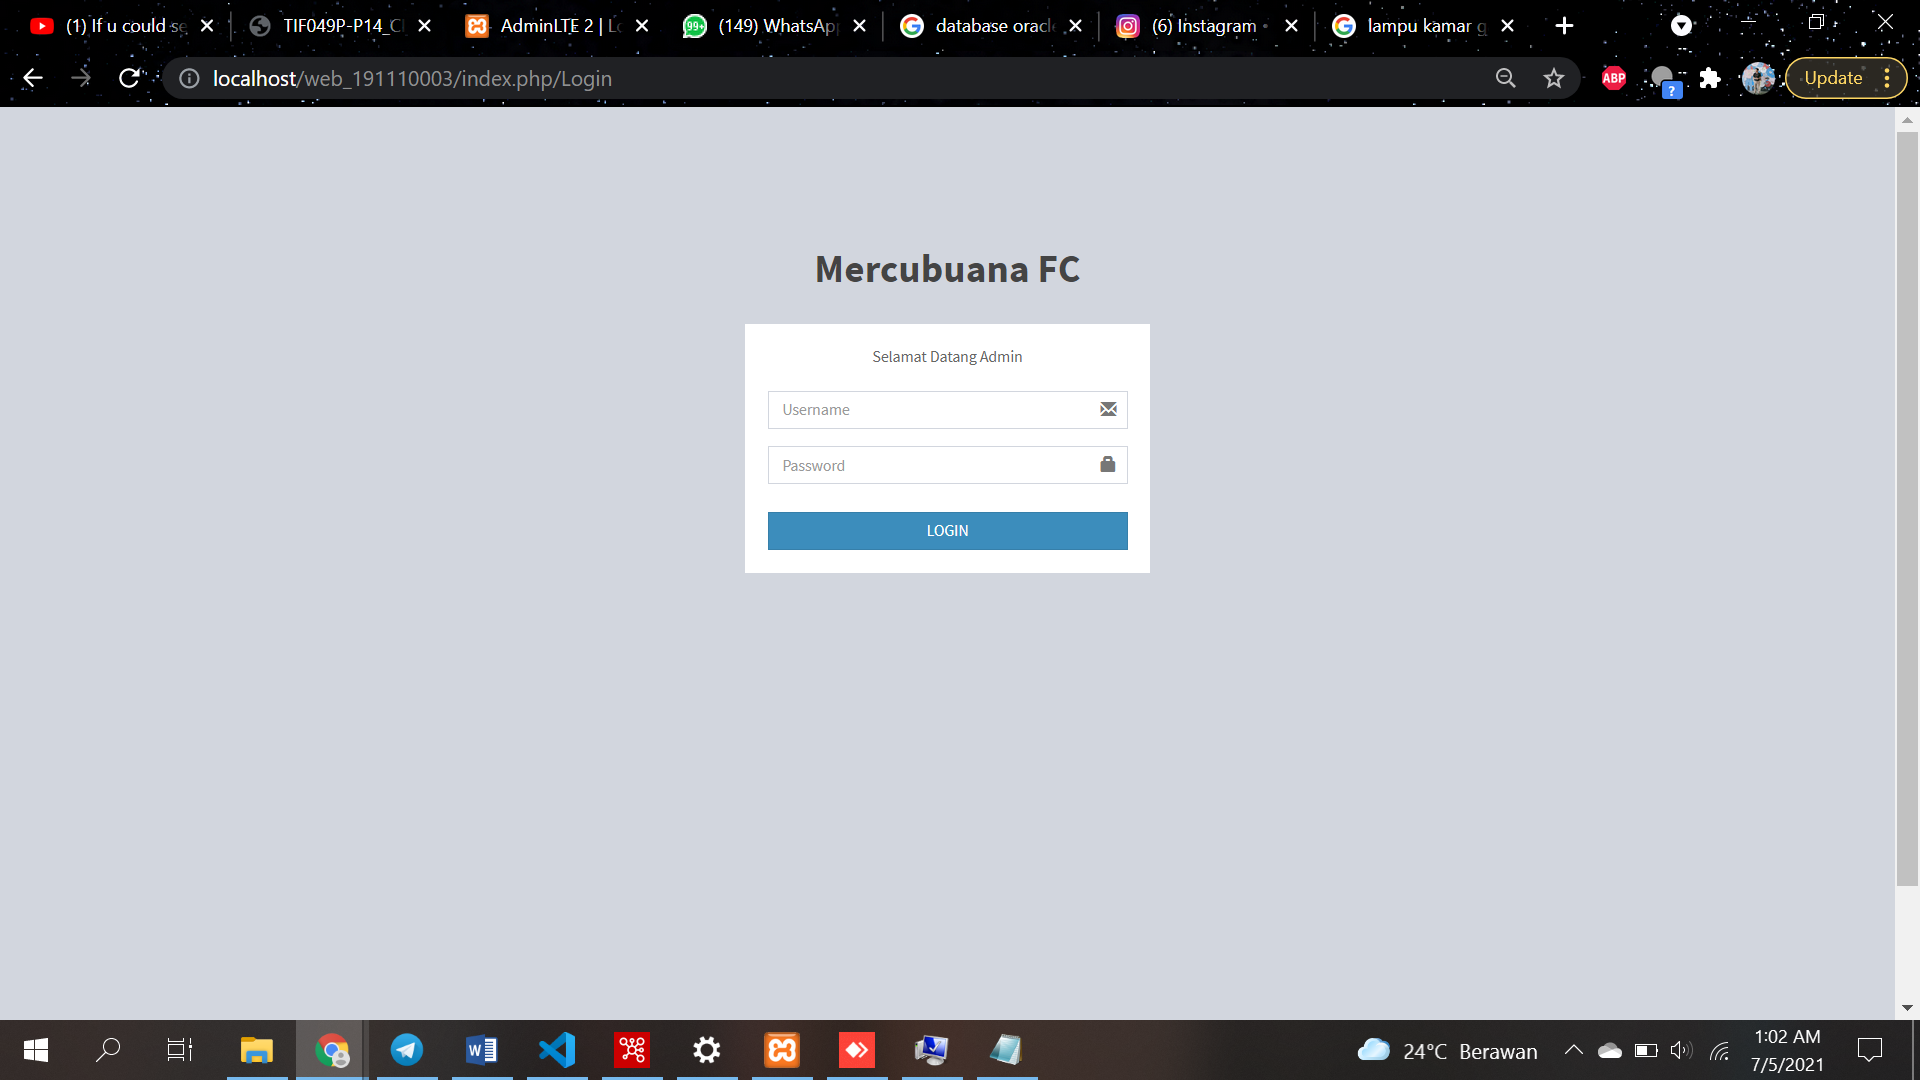 (1) If u could se
TIF049P-P14_C
AdminLTE 2 | Lo
(149) WhatsAp
database oracl
(6) Instagram •
lampu kamar g
localhost/web_191110003/index.php/Login
ABP
?
Update
Mercubuana FC
Selamat Datang Admin
Username
Password
LOGIN
24°C Berawan
1:02 AM
7/5/2021